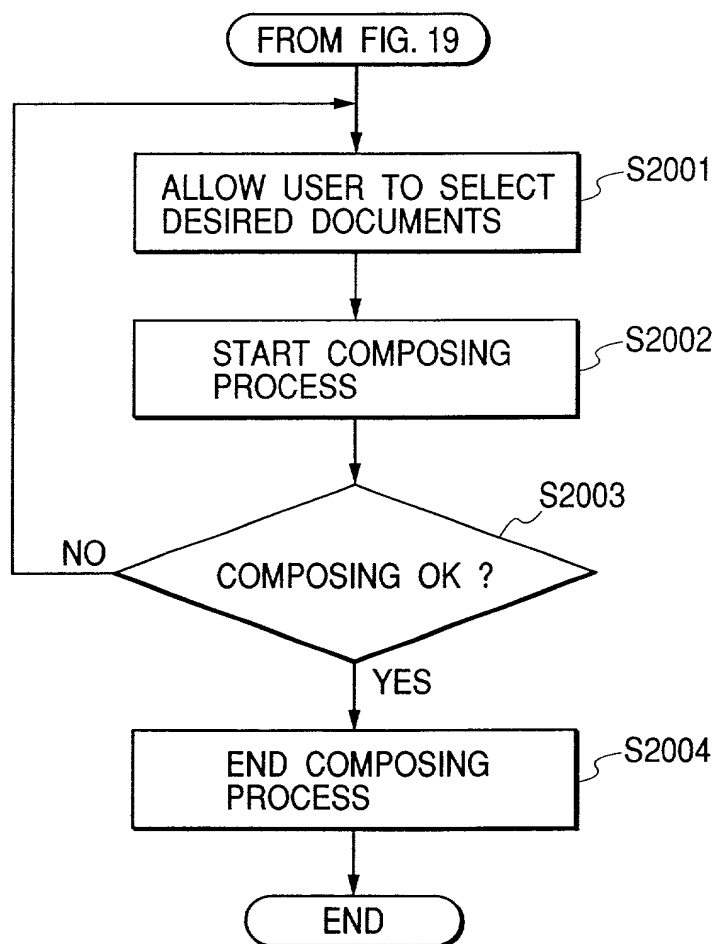 FROM FIG. 19
S2001
ALLOW USER TO SELECT
DESIRED DOCUMENTS
S2002
START COMPOSING
PROCESS
S2003
NO
COMPOSING OK ?
YES
S2004
END COMPOSING
PROCESS
END